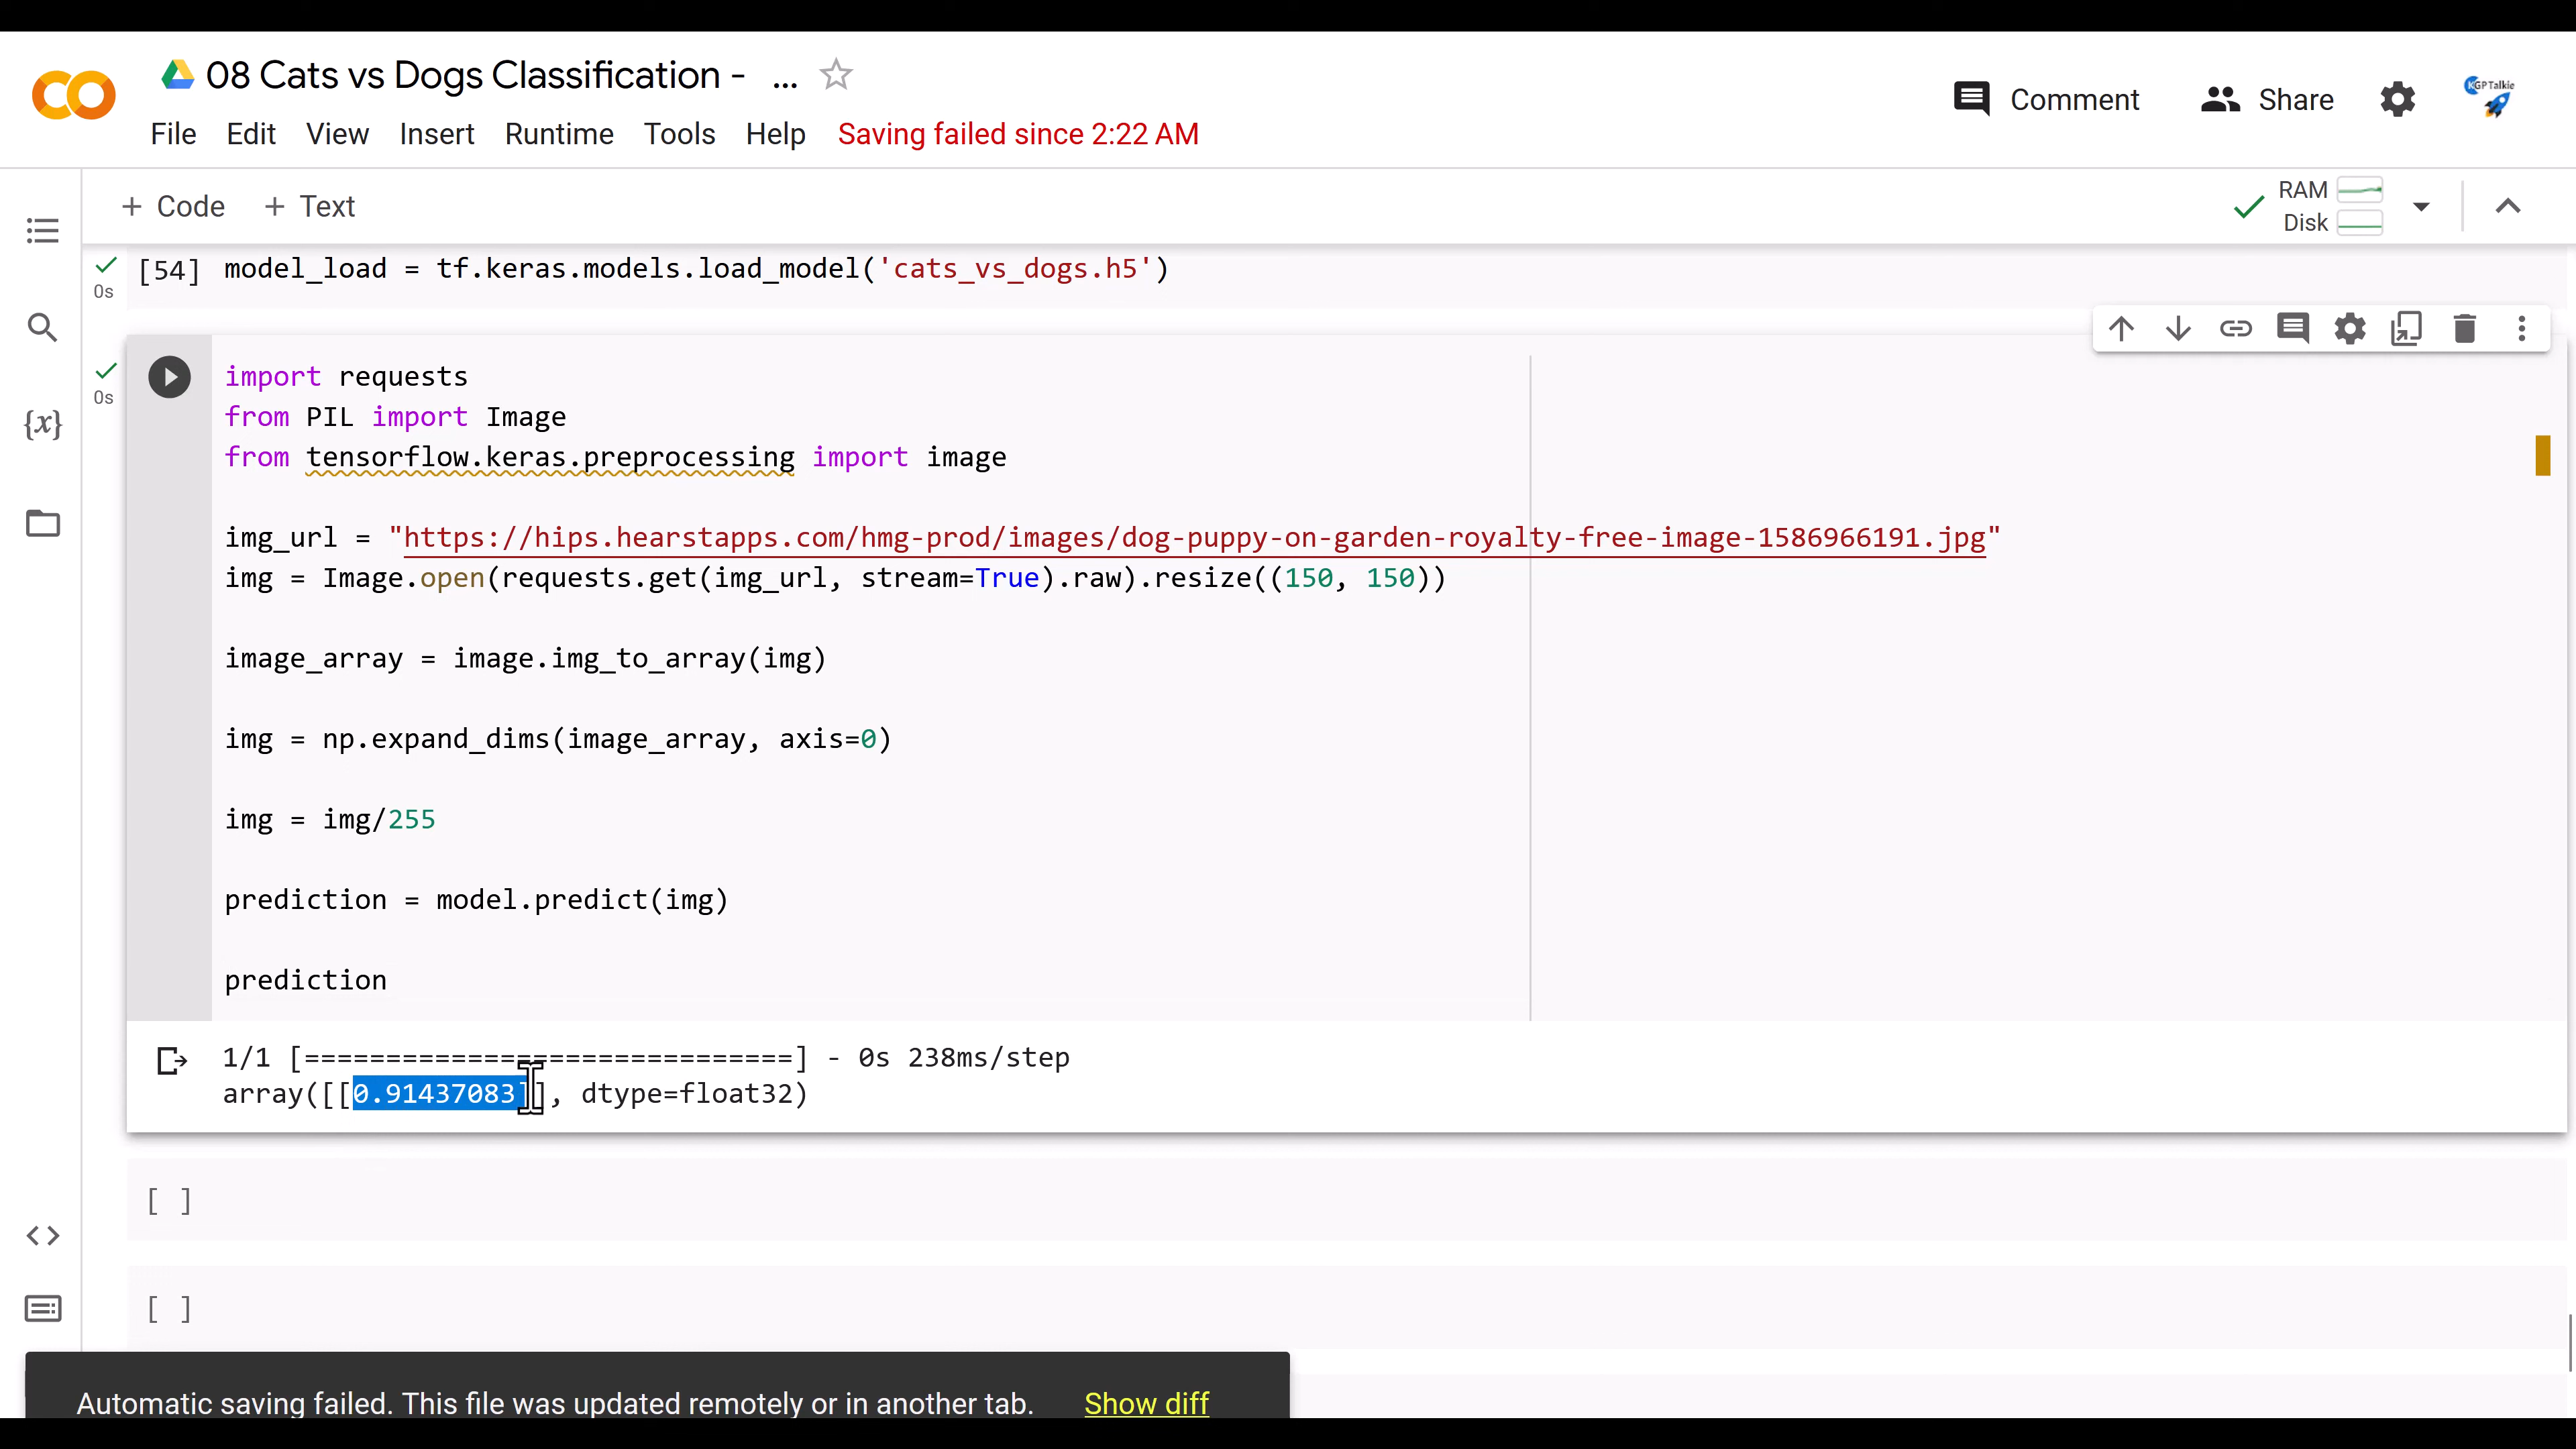 08 Cats vs Dogs Classification - ...
Comment
Share
KGPTalkie
File Edit View Insert Runtime Tools Help Saving failed since 2:22 AM
+ Code + Text
RAM
Disk
0s
[54] model_load = tf.keras.models.load_model('cats_vs_dogs.h5')
0s
{x}
import requests
from PIL import Image
from tensorflow.keras.preprocessing import image
img_url = "https://hips.hearstapps.com/hmg-prod/images/dog-puppy-on-garden-royalty-free-image-1586966191.jpg"
img = Image.open(requests.get(img_url, stream=True).raw).resize((150, 150))
image_array = image.img_to_array(img)
img = np.expand_dims(image_array, axis=0)
img = img/255
prediction = model.predict(img)
prediction
1/1 [==============================] - 0s 238ms/step
array([[0.91437083]], dtype=float32)
[ ]
[ ]
Automatic saving failed. This file was updated remotely or in another tab. Show diff